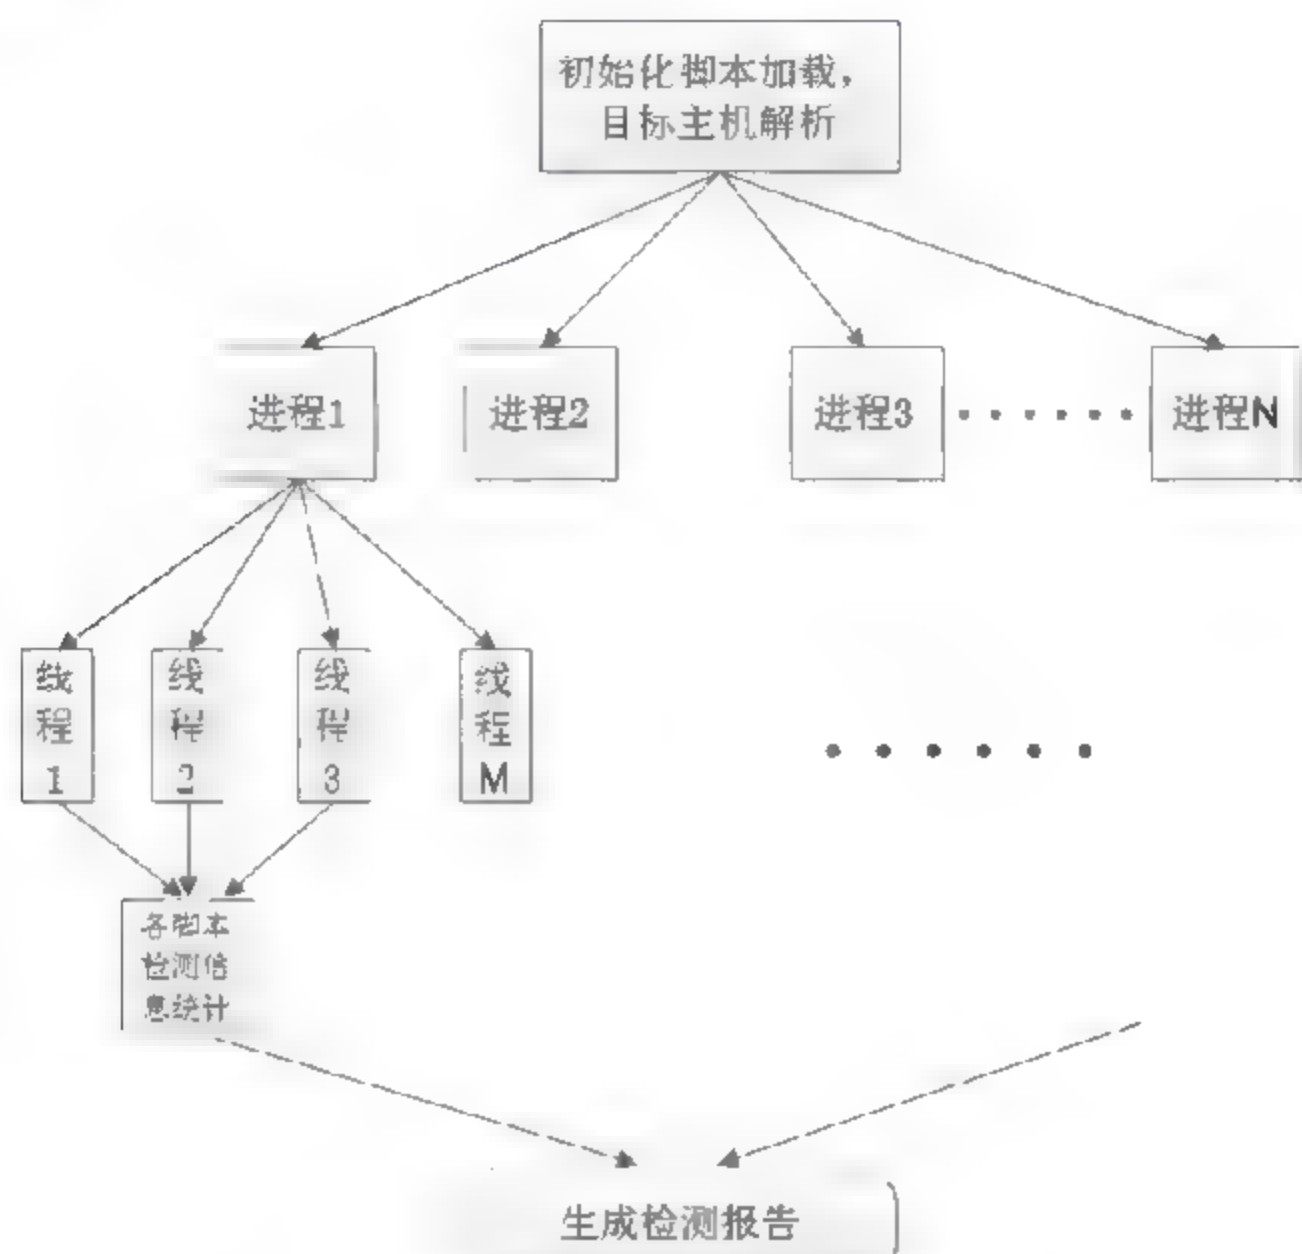 初始化脚本加载，
目标主机解析
进程1
进程2
进程3
进程N
线
程
1
线
程
2
线
程
3
线
程
M
各脚本
检测信
息统计
生成检测报告